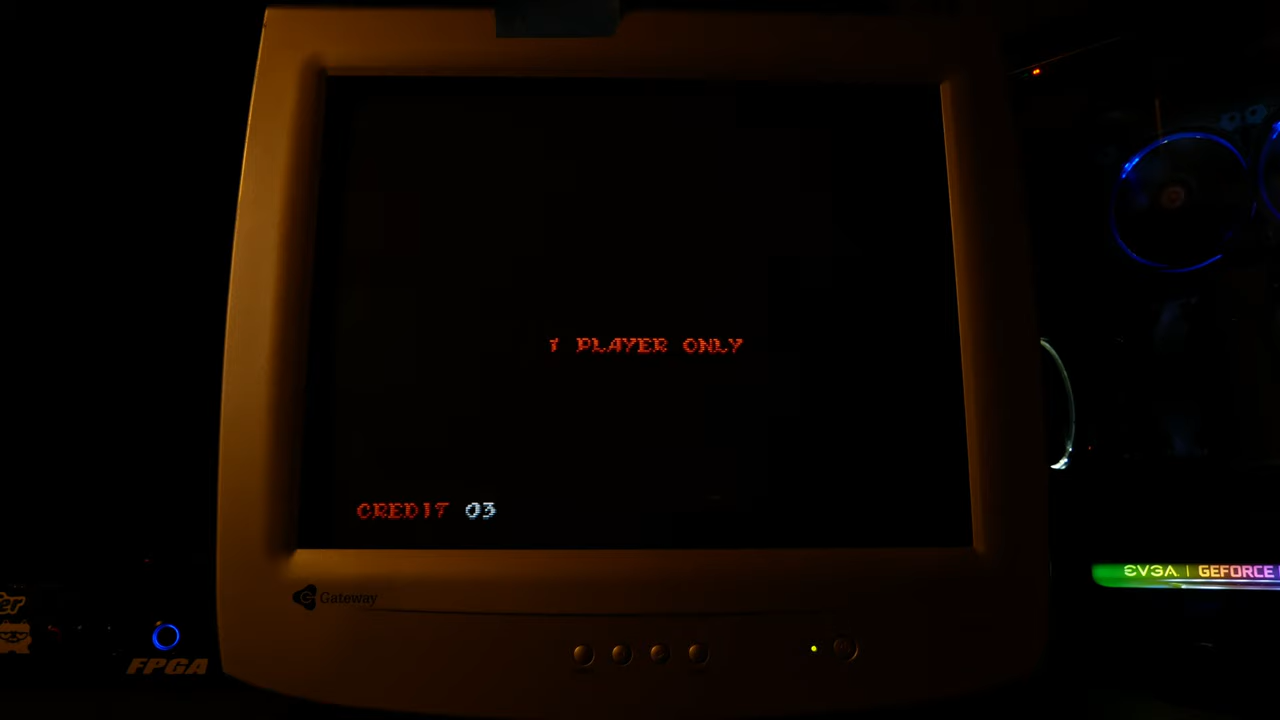 1 PLAYER ONLY
CREDIT 03
Gateway
EVGA | GEFORCE
FPGA